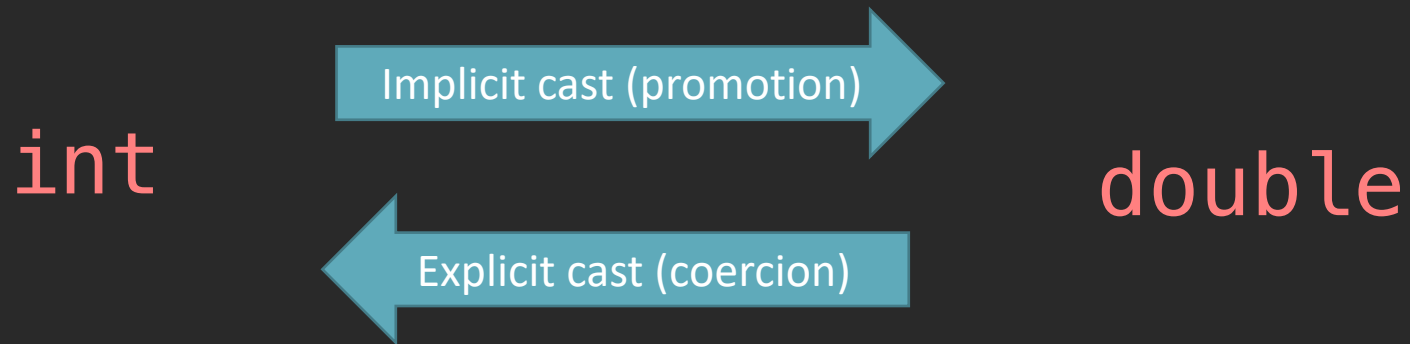 Implicit cast (promotion)
int
double
Explicit cast (coercion)